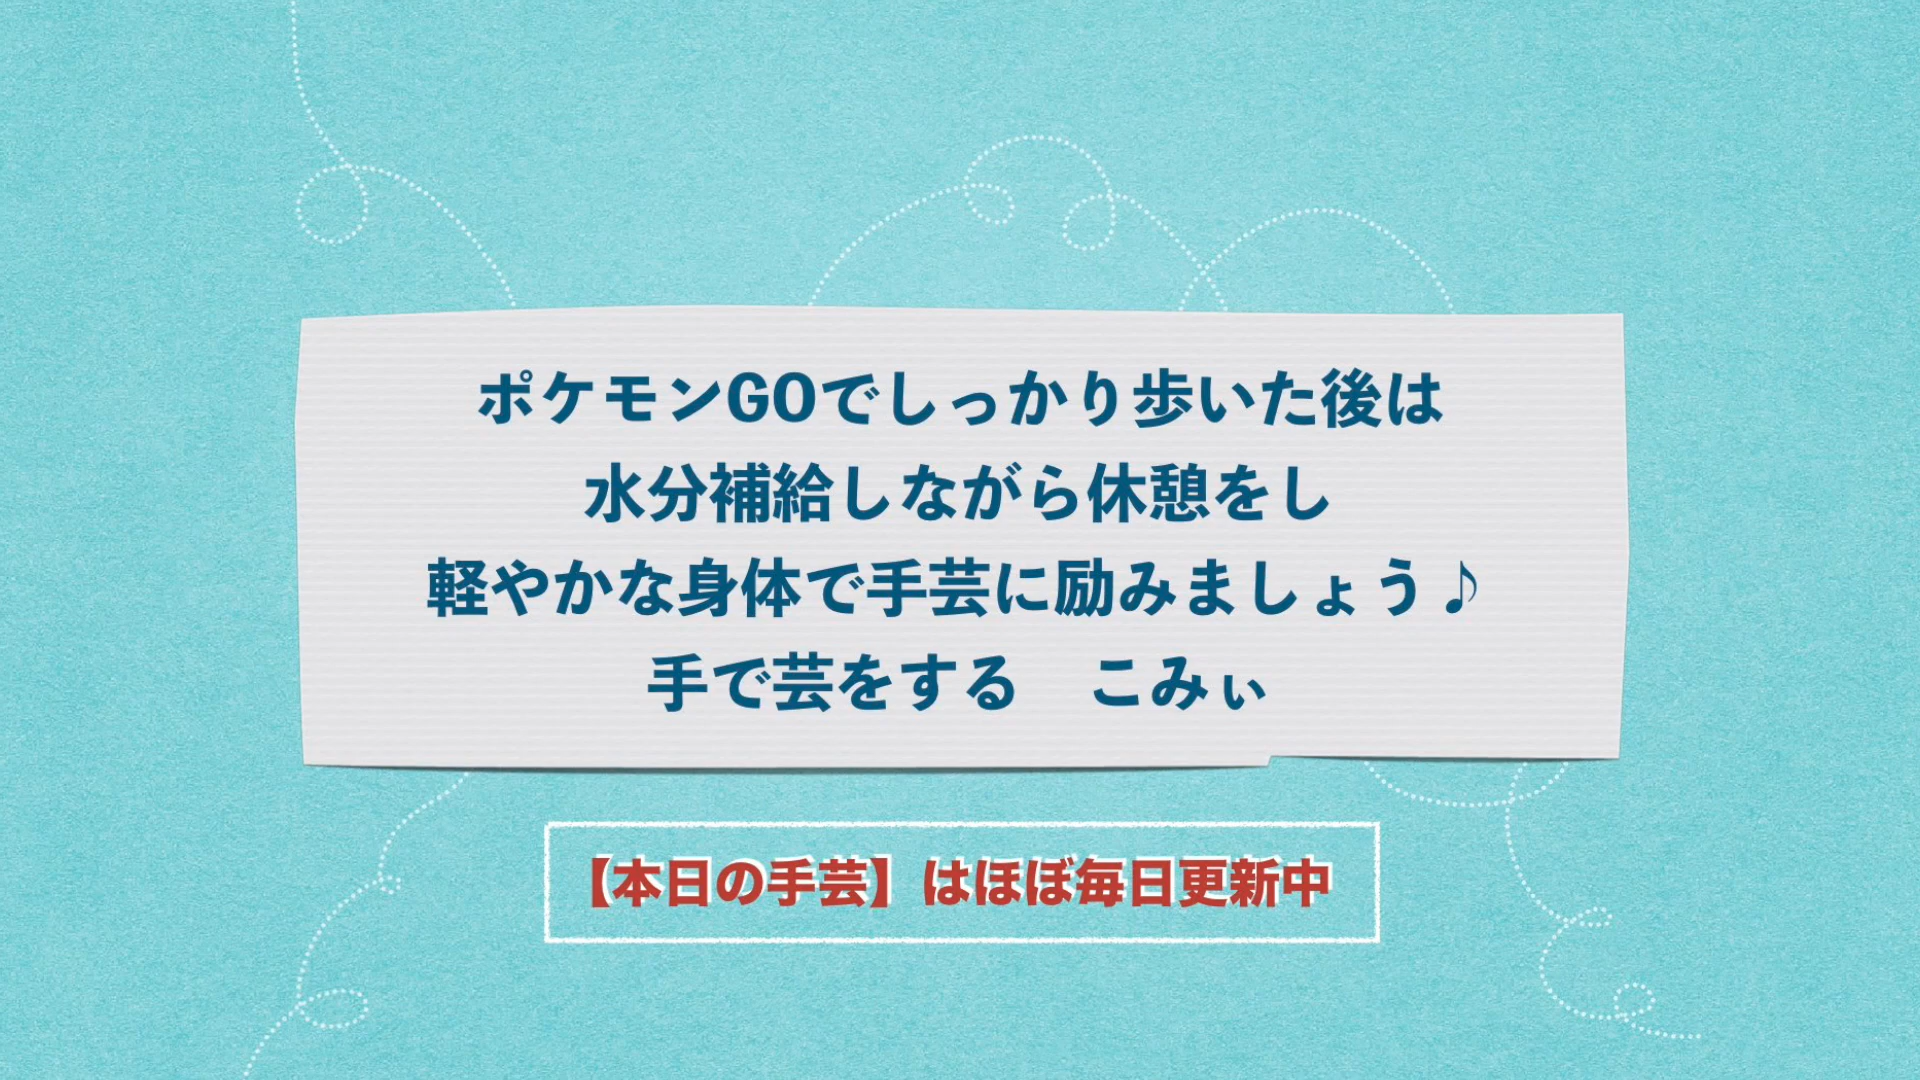 ポケモンGOでしっかり歩いた後は
水分補給しながら休憩をし
軽やかな身体で手芸に励みましょう♪
手で芸をする　こみぃ
【本日の手芸】はほぼ毎日更新中